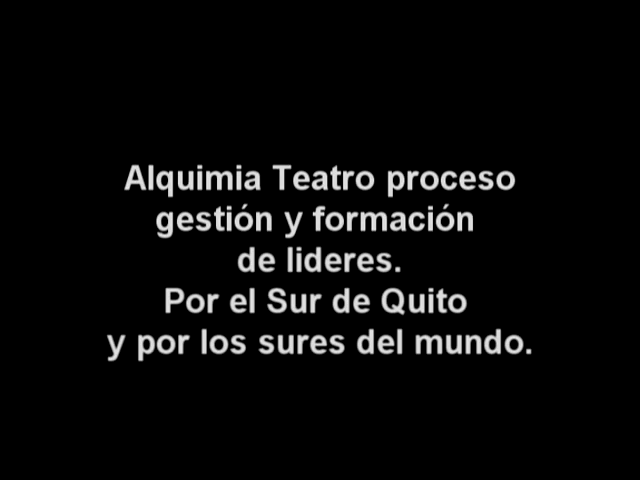 Alquimia Teatro proceso
gestión y formación
de lideres.
Por el Sur de Quito
y por los sures del mundo.